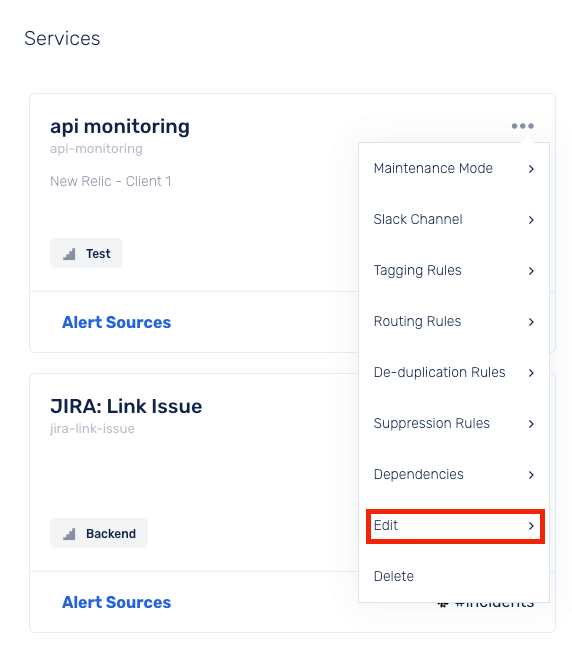 Services
api monitoring
api-monitoring
New Relic - Client 1
Test
Alert Sources
Maintenance Mode
Slack Channel
Tagging Rules
Routing Rules
De-duplication Rules
Suppression Rules
Dependencies
Edit
Delete
JIRA: Link Issue
jira-link-issue
Backend
Alert Sources
#incidents